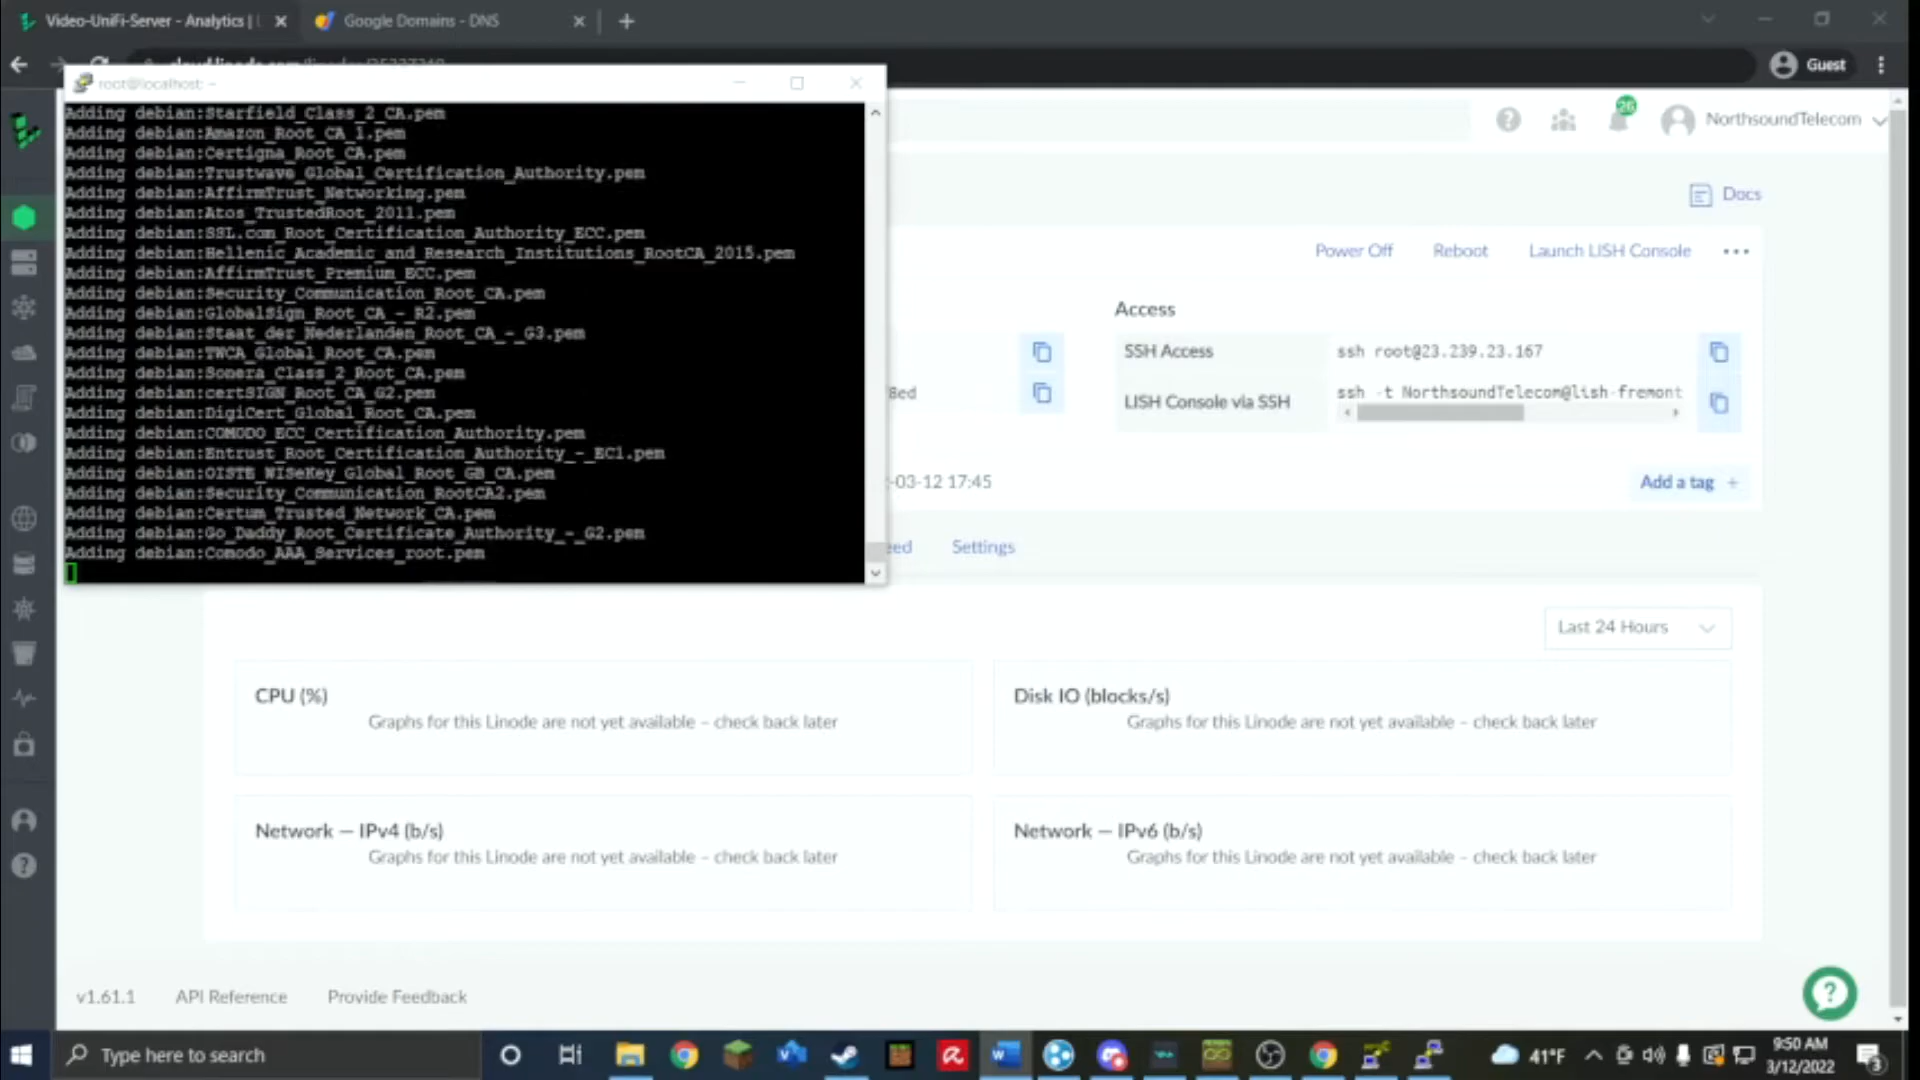 Video-UniFi-Server - Analytics |
Google Domains - DNS
Guest
root@localhost: ~
Adding debian:Starfield_Class_2_CA.pem
Adding debian:Amazon_Root_CA_1.pem
Adding debian:Certigna_Root_CA.pem
Adding debian:Trustwave_Global_Certification_Authority.pem
Adding debian:AffirmTrust_Networking.pem
Adding debian:Atos_TrustedRoot_2011.pem
Adding debian:SSL.com_Root_Certification_Authority_ECC.pem
Adding debian:Hellenic_Academic_and_Research_Institutions_RootCA_2015.pem
Adding debian:AffirmTrust_Premium_ECC.pem
Adding debian:Security_Communication_Root_CA.pem
Adding debian:GlobalSign_Root_CA_-_R2.pem
Adding debian:Staat_der_Nederlanden_Root_CA_-_G3.pem
Adding debian:TWCA_Global_Root_CA.pem
Adding debian:Sonera_Class_2_Root_CA.pem
Adding debian:certSIGN_Root_CA_G2.pem
Adding debian:DigiCert_Global_Root_CA.pem
Adding debian:COMODO_ECC_Certification_Authority.pem
Adding debian:Entrust_Root_Certification_Authority_-_EC1.pem
Adding debian:OISTE_WISeKey_Global_Root_GB_CA.pem
Adding debian:Security_Communication_RootCA2.pem
Adding debian:Certum_Trusted_Network_CA.pem
Adding debian:Go_Daddy_Root_Certificate_Authority_-_G2.pem
Adding debian:Comodo_AAA_Services_root.pem
26
NorthsoundTelecom
Docs
Power Off Reboot Launch LISH Console
Access
SSH Access ssh root@23.239.23.167
8ed
LISH Console via SSH ssh -t NorthsoundTelecom@lish-fremont
-03-12 17:45
Add a tag +
eed Settings
Last 24 Hours
CPU (%)
Graphs for this Linode are not yet available – check back later
Disk IO (blocks/s)
Graphs for this Linode are not yet available – check back later
Network — IPv4 (b/s)
Graphs for this Linode are not yet available – check back later
Network — IPv6 (b/s)
Graphs for this Linode are not yet available – check back later
v1.61.1 API Reference Provide Feedback
Type here to search
41°F
9:50 AM
3/12/2022
3